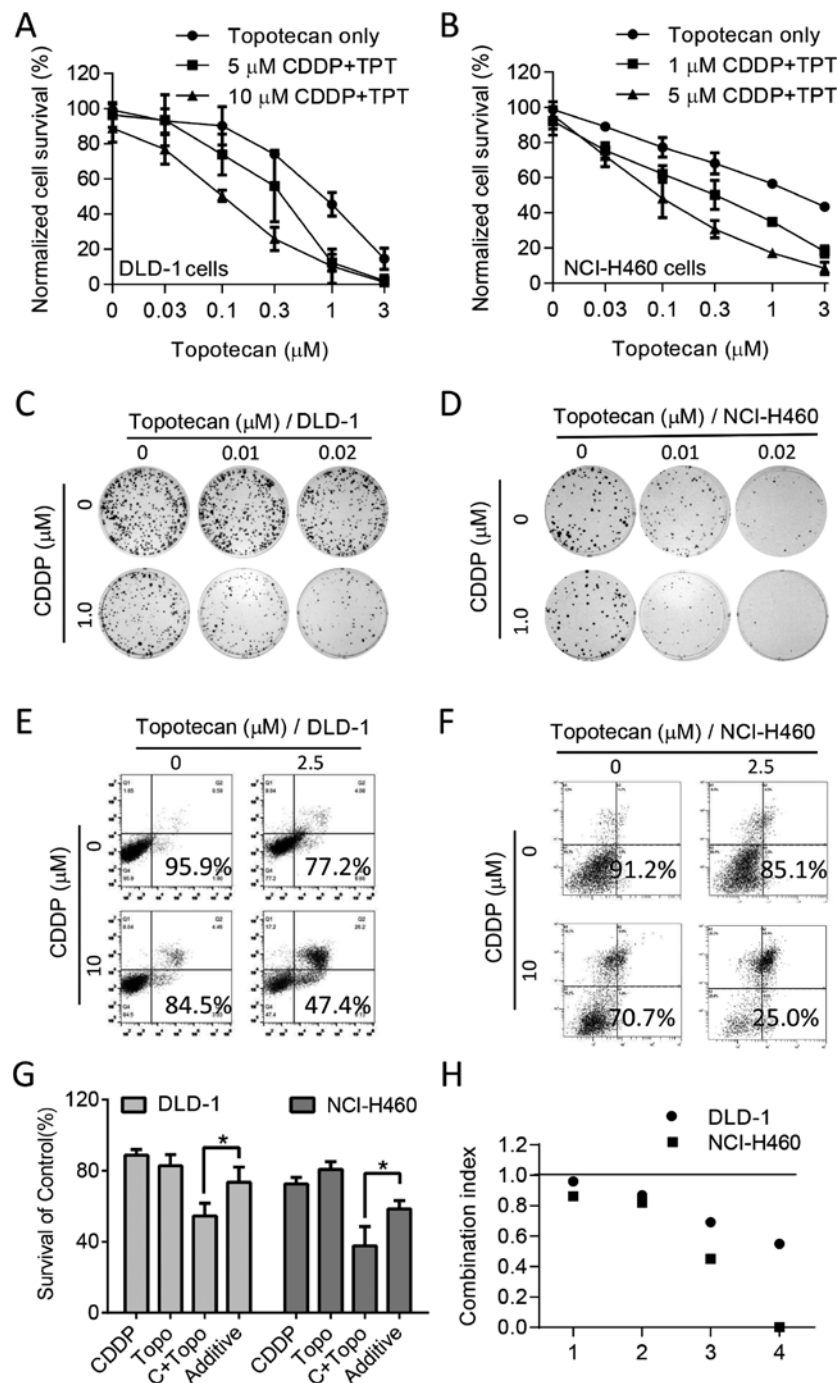 A
Topotecan only
5 μM CDDP+TPT
10 μM CDDP+TPT
Normalized cell survival (%)
120
100
80
60
40
20
0
DLD-1 cells
0 0.03 0.1 0.3 1 3
Topotecan (μM)
B
Topotecan only
1 μM CDDP+TPT
5 μM CDDP+TPT
Normalized cell survival (%)
120
100
80
60
40
20
0
NCI-H460 cells
0 0.03 0.1 0.3 1 3
Topotecan (μM)
C
Topotecan (μM) / DLD-1
0 0.01 0.02
CDDP (μM)
0
1.0
D
Topotecan (μM) / NCI-H460
0 0.01 0.02
CDDP (μM)
0
1.0
E
Topotecan (μM) / DLD-1
0 2.5
CDDP (μM)
0
95.9% 77.2%
10
84.5% 47.4%
F
Topotecan (μM) / NCI-H460
0 2.5
CDDP (μM)
0
91.2% 85.1%
10
70.7% 25.0%
G
DLD-1 NCI-H460
Survival of Control(%)
120
80
40
0
* *
CDDP Topo C+Topo Additive CDDP Topo C+Topo Additive
H
DLD-1
NCI-H460
Combination index
1.2
1.0
0.8
0.6
0.4
0.2
0.0
1 2 3 4